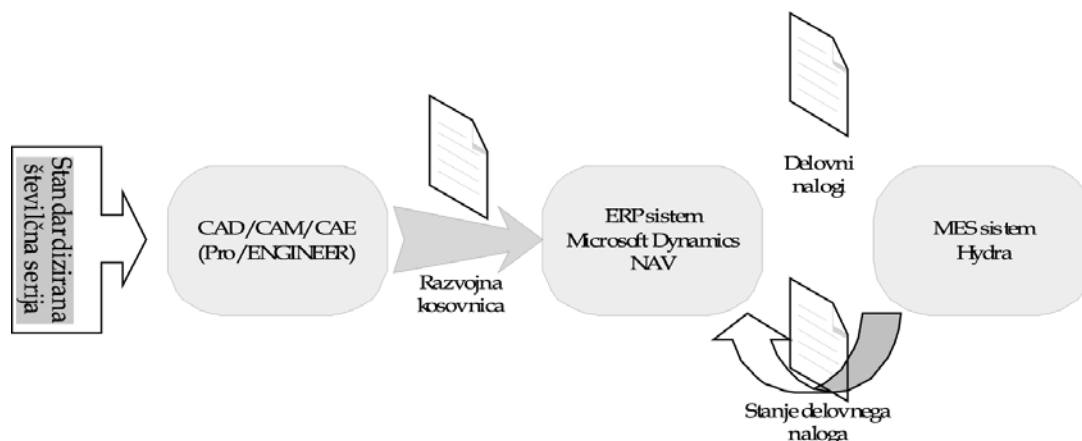 Standardizirana
številčna serija
CAD/CAM/CAE
(Pro/ENGINEER)
Razvojna
kosovnica
ERP sistem
Microsoft Dynamics
NAV
Delovni
nalogi
MES sistem
Hydra
Stanje delovnega
naloga